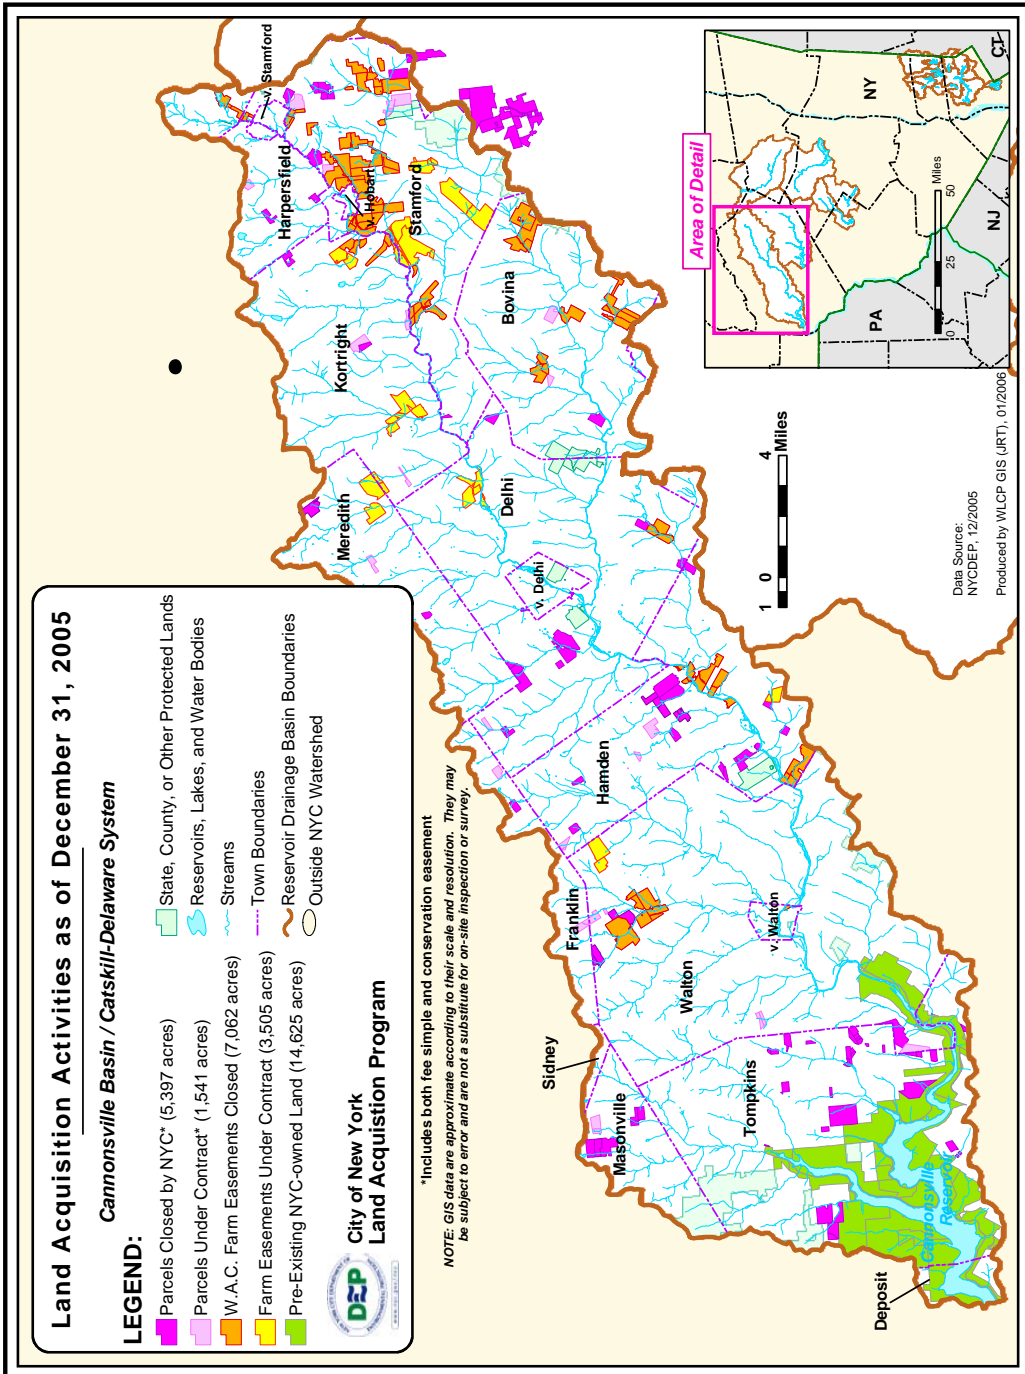 Land Acquisition Activities as of December 31, 2005
Cannonsville Basin / Catskill-Delaware System
LEGEND:
Parcels Closed by NYC* (5,397 acres)
Parcels Under Contract* (1,541 acres)
W.A.C. Farm Easements Closed (7,062 acres)
Farm Easements Under Contract (3,505 acres)
Pre-Existing NYC-owned Land (14,625 acres)
State, County, or Other Protected Lands
Reservoirs, Lakes, and Water Bodies
Streams
Town Boundaries
Reservoir Drainage Basin Boundaries
Outside NYC Watershed
DEP
City of New York
Land Acquistion Program
*Includes both fee simple and conservation easement
NOTE: GIS data are approximate according to their scale and resolution. They may
be subject to error and are not a substitute for on-site inspection or survey.
v. Stamford
Harpersfield
v. Hobart
Stamford
Kortright
Bovina
Meredith
Delhi
v. Delhi
Hamden
Franklin
Walton
v. Walton
Sidney
Masonville
Tompkins
Cannonsville
Reservoir
Deposit
1 0 4
Miles
Data Source:
NYCDEP, 12/2005
Produced by WLCP GIS (JRT), 01/2006
Area of Detail
NY
CT
PA
NJ
0 25 50
Miles